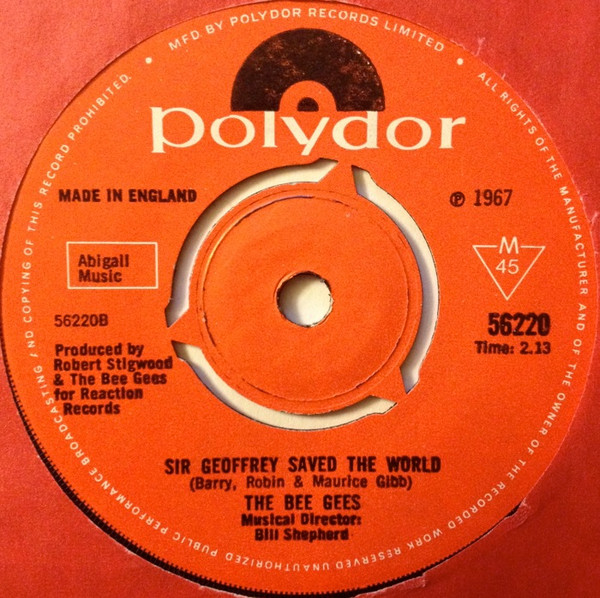 MFD. BY POLYDOR RECORDS LIMITED
polydor
MADE IN ENGLAND
℗ 1967
Abigail
Music
M
45
56220B
56220
Time: 2.13
Produced by
Robert Stigwood
& The Bee Gees
for Reaction
Records
SIR GEOFFREY SAVED THE WORLD
(Barry, Robin & Maurice Gibb)
THE BEE GEES
Musical Director:
Bill Shepherd
ALL RIGHTS OF THE MANUFACTURER AND OF THE OWNER OF THE RECORDED WORK RESERVED UNAUTHORIZED PUBLIC PERFORMANCE BROADCASTING / ND COPYING OF THIS RECORD PROHIBITED.